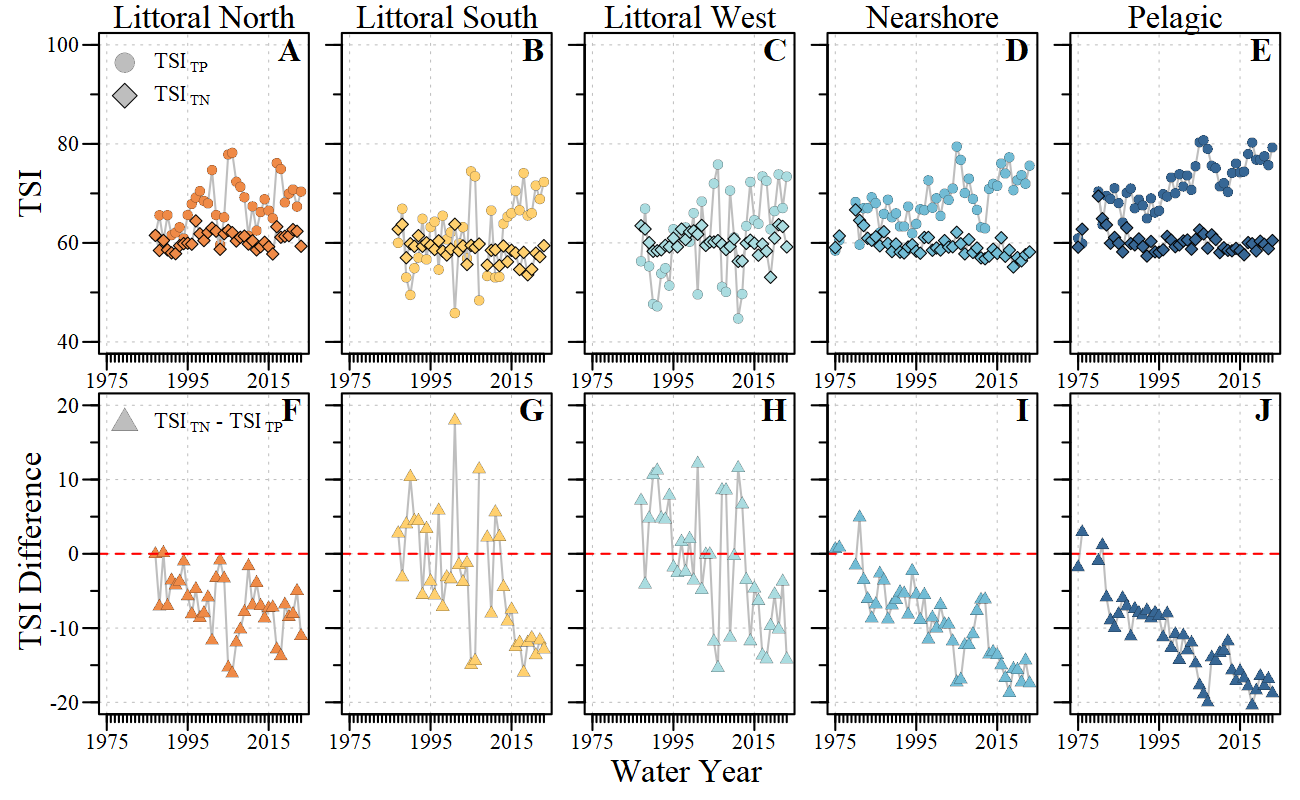 Littoral North Littoral South Littoral West Nearshore Pelagic
A B C D E
TSI TP
TSI TN
100
80
60
40
TSI
1975 1995 2015 1975 1995 2015 1975 1995 2015 1975 1995 2015 1975 1995 2015
F G H I J
TSI TN - TSI TP
20
10
0
-10
-20
TSI Difference
1975 1995 2015 1975 1995 2015 1975 1995 2015 1975 1995 2015 1975 1995 2015
Water Year